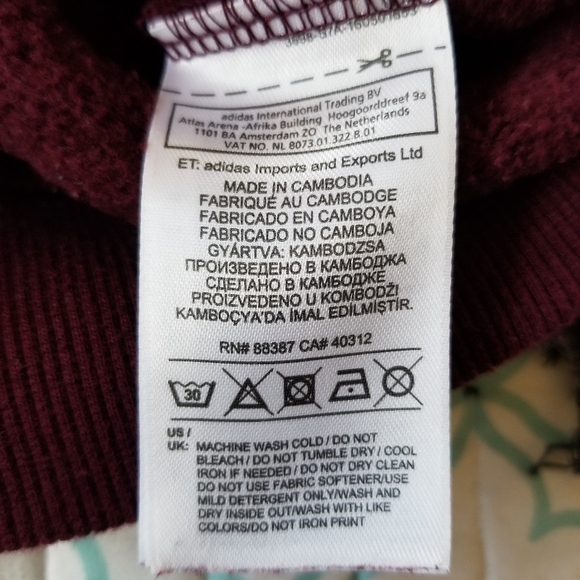 adidas International Trading BV
Atlas Arena -Afrika Building Hoogoorddreef 9a
1101 BA Amsterdam ZO The Netherlands
VAT NO. NL 8073.01.322.B.01
ET: adidas Imports and Exports Ltd
MADE IN CAMBODIA
FABRIQUÉ AU CAMBODGE
FABRICADO EN CAMBOYA
FABRICADO NO CAMBOJA
GYÁRTVA: KAMBODZSA
ПРОИЗВЕДЕНО В КАМБОДЖА
СДЕЛАНО В КАМБОДЖЕ
PROIZVEDENO U KOMBODŽI
KAMBOÇYA'DA İMAL EDİLMİŞTİR.
RN# 88387 CA# 40312
30
US /
UK: MACHINE WASH COLD / DO NOT
BLEACH / DO NOT TUMBLE DRY / COOL
IRON IF NEEDED / DO NOT DRY CLEAN
DO NOT USE FABRIC SOFTENER/USE
MILD DETERGENT ONLY/WASH AND
DRY INSIDE OUT/WASH WITH LIKE
COLORS/DO NOT IRON PRINT